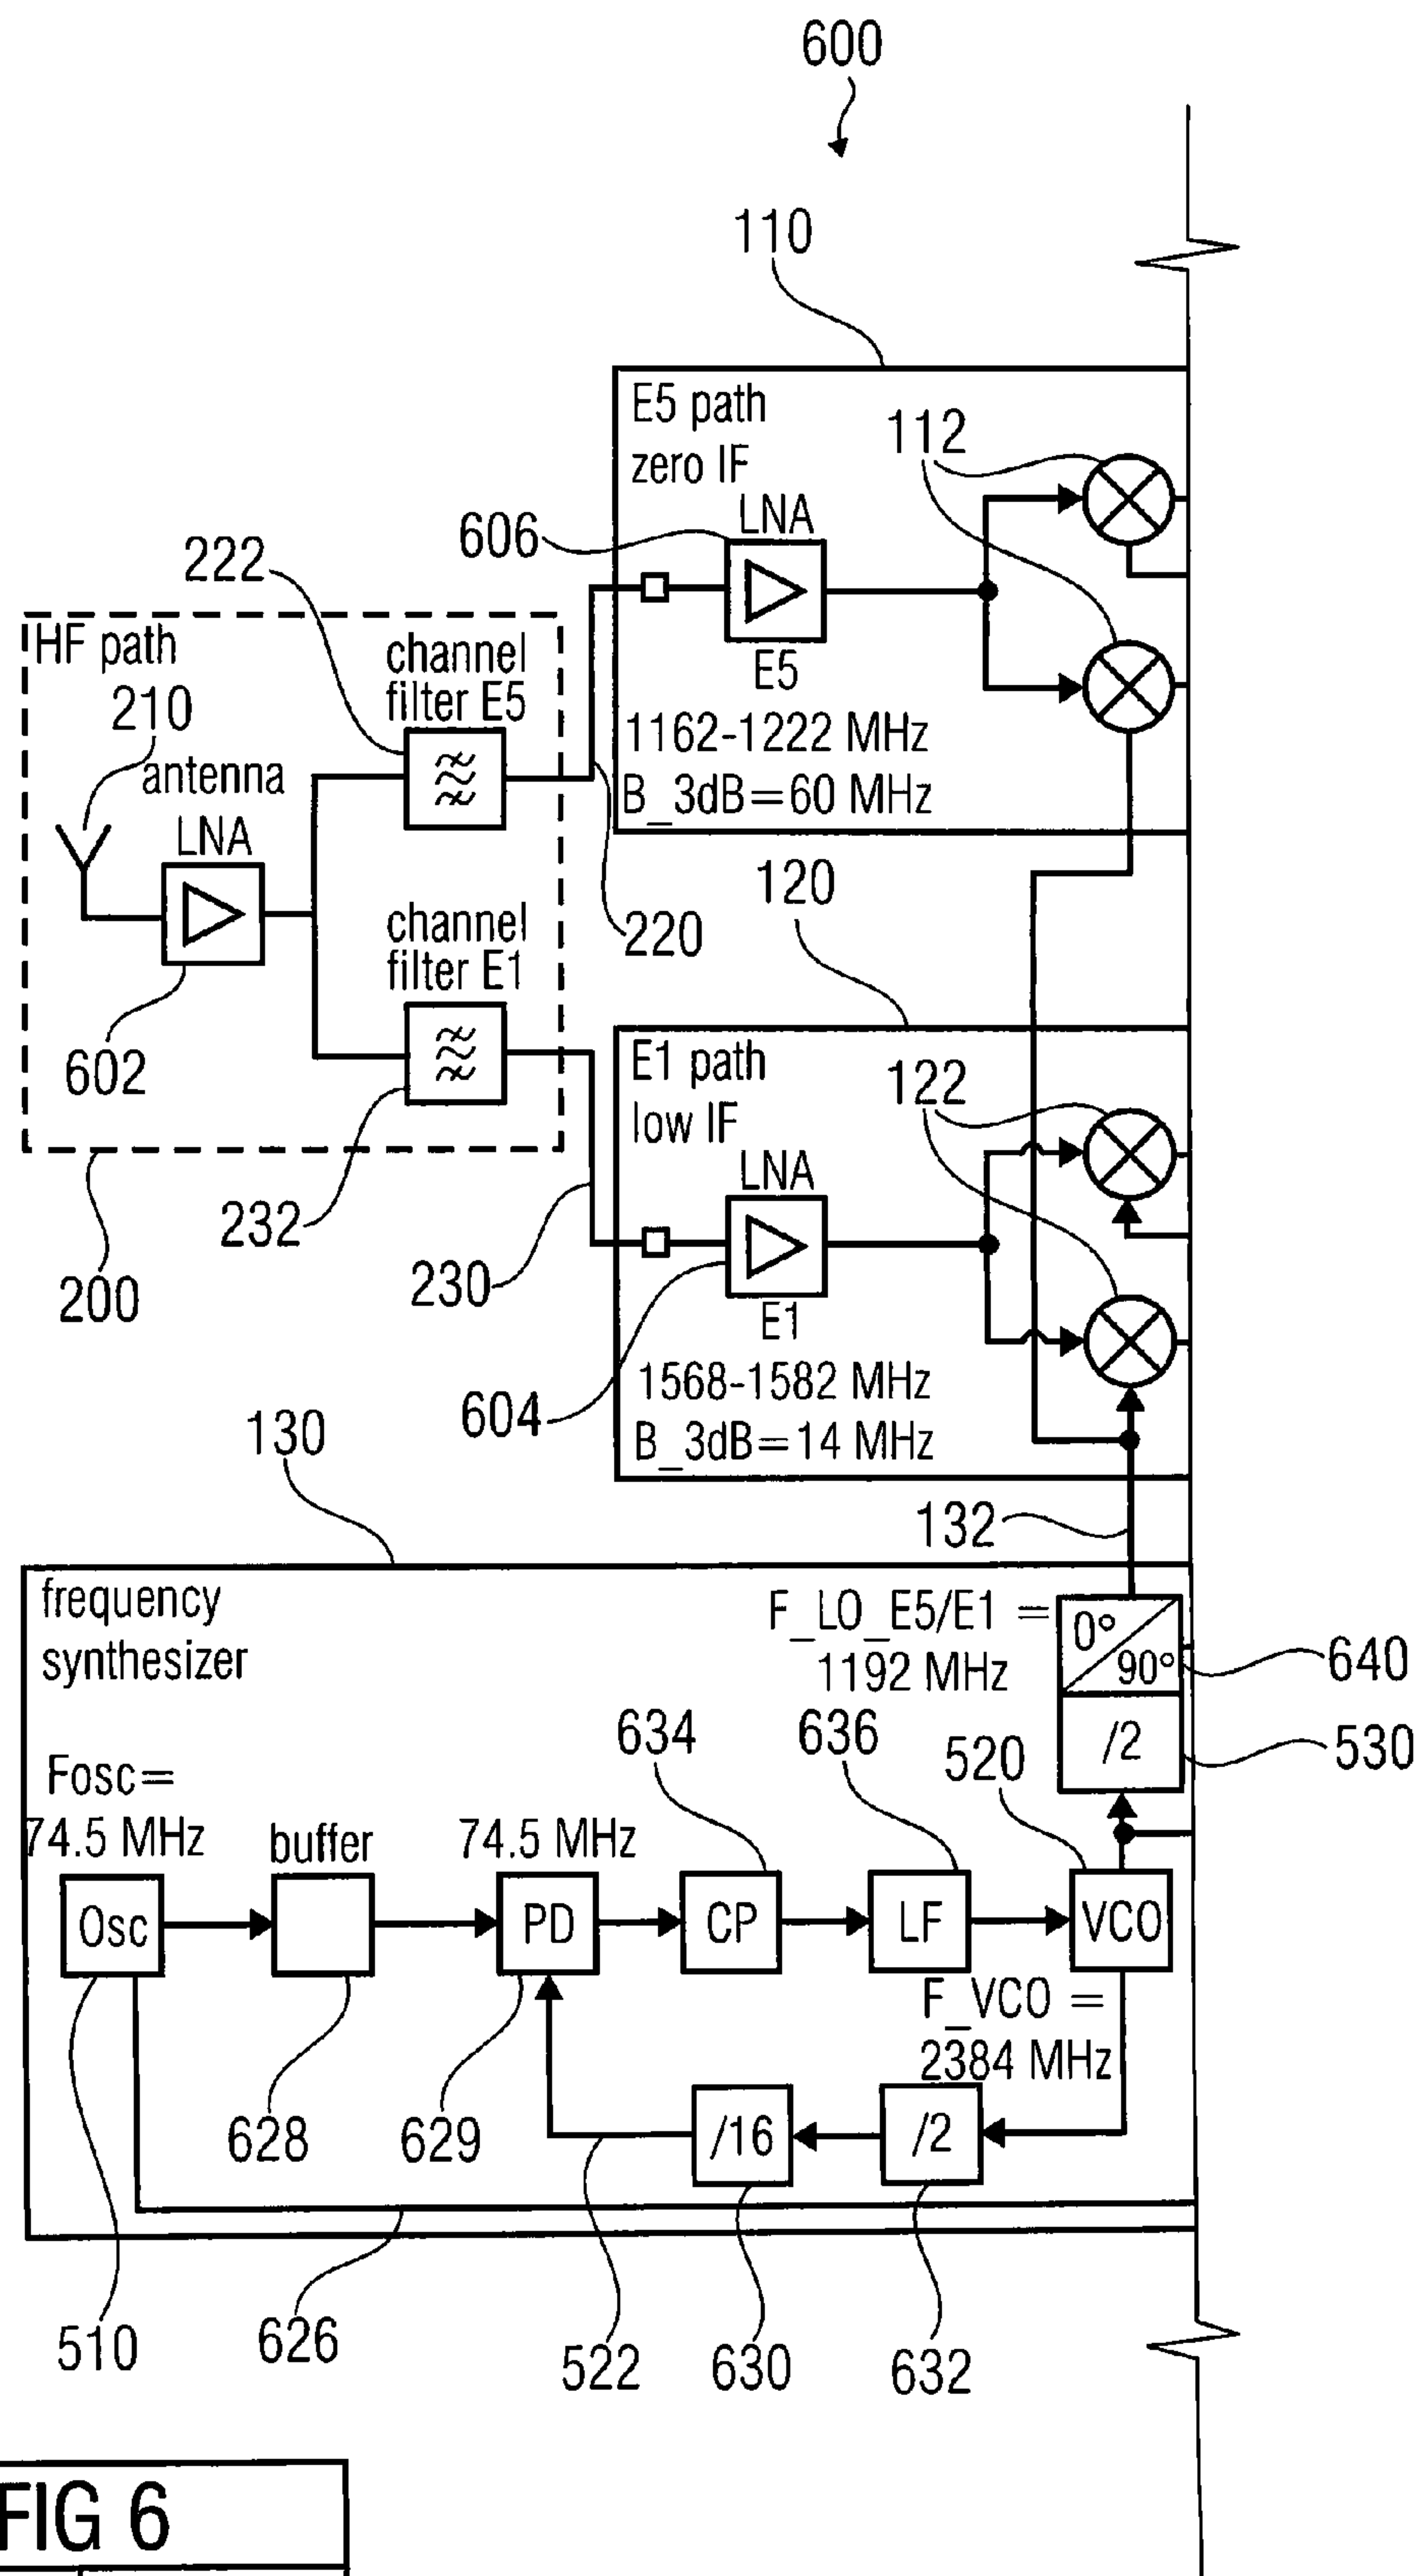 600
110
E5 path
zero IF
112
LNA
606
222
HF path
channel
filter E5
E5
210
antenna
1162-1222 MHz
B_3dB=60 MHz
LNA
120
220
channel
filter E1
602
E1 path
low IF
122
LNA
232
230
200
E1
604
1568-1582 MHz
B_3dB=14 MHz
130
132
frequency
synthesizer
F_LO_E5/E1 =
1192 MHz
0°
90°
640
634
636
520
/2
530
Fosc=
74.5 MHz
buffer
74.5 MHz
Osc
PD
CP
LF
VCO
F_VCO =
2384 MHz
628
629
/16
/2
510
626
522
630
632
FIG 6